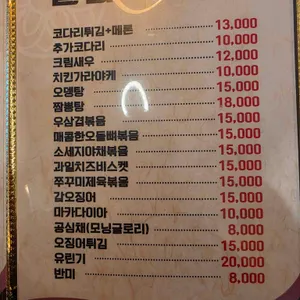 코다리튀김+메론 13,000
추가코다리 10,000
크림새우 12,000
치킨가라아케 10,000
오뎅탕 15,000
짬뽕탕 18,000
우삼겹볶음 15,000
매콤한오돌뼈볶음 15,000
소세지야채볶음 15,000
과일치즈비스켓 15,000
쭈꾸미제육볶음 15,000
갑오징어 15,000
마카다미아 10,000
공심채(모닝글로리) 8,000
오징어튀김 15,000
유린기 20,000
반미 8,000